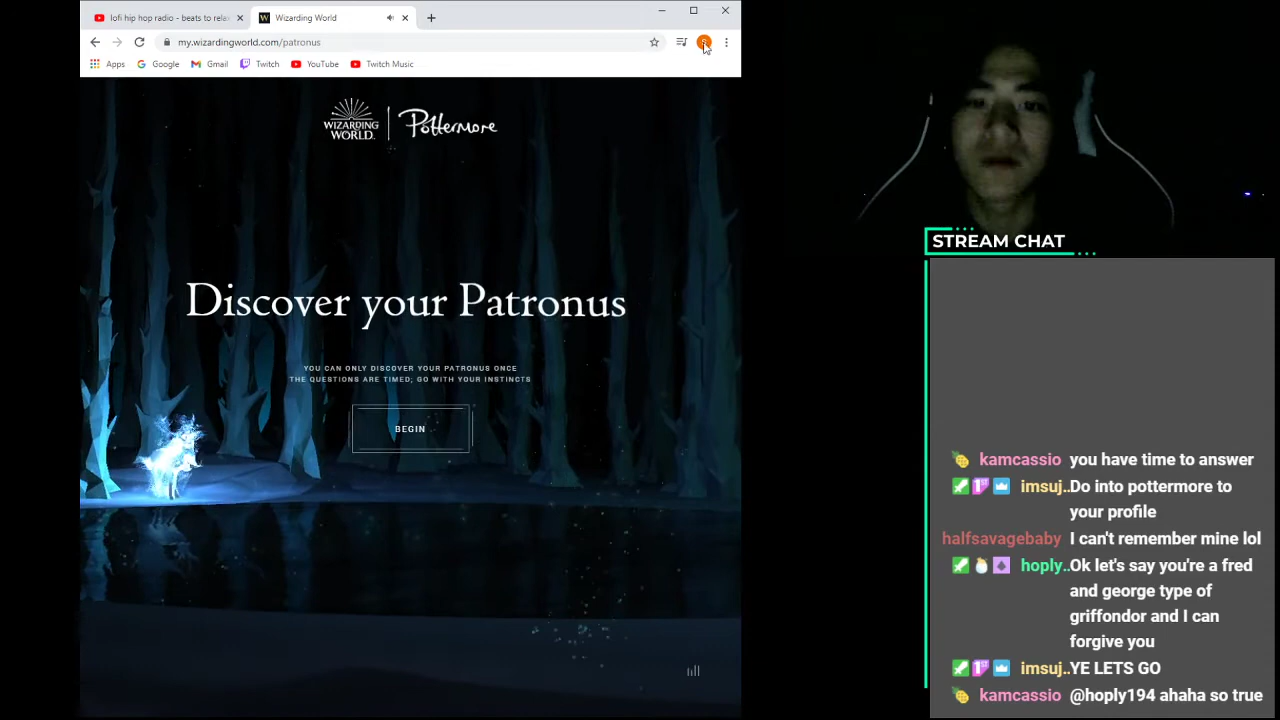 lofi hip hop radio - beats to rela
Wizarding World
my.wizardingworld.com/patronus
Apps
Google
Gmail
Twitch
YouTube
Twitch Music
WIZARDING WORLD
Pottermore
Discover your Patronus
YOU CAN ONLY DISCOVER YOUR PATRONUS ONCE
THE QUESTIONS ARE TIMED; GO WITH YOUR INSTINCTS
BEGIN
STREAM CHAT
kamcassio you have time to answer
imsuj.. Do into pottermore to
your profile
halfsavagebaby I can't remember mine lol
hoply.. Ok let's say you're a fred
and george type of
griffondor and I can
forgive you
imsuj.. YE LETS GO
kamcassio @hoply194 ahaha so true